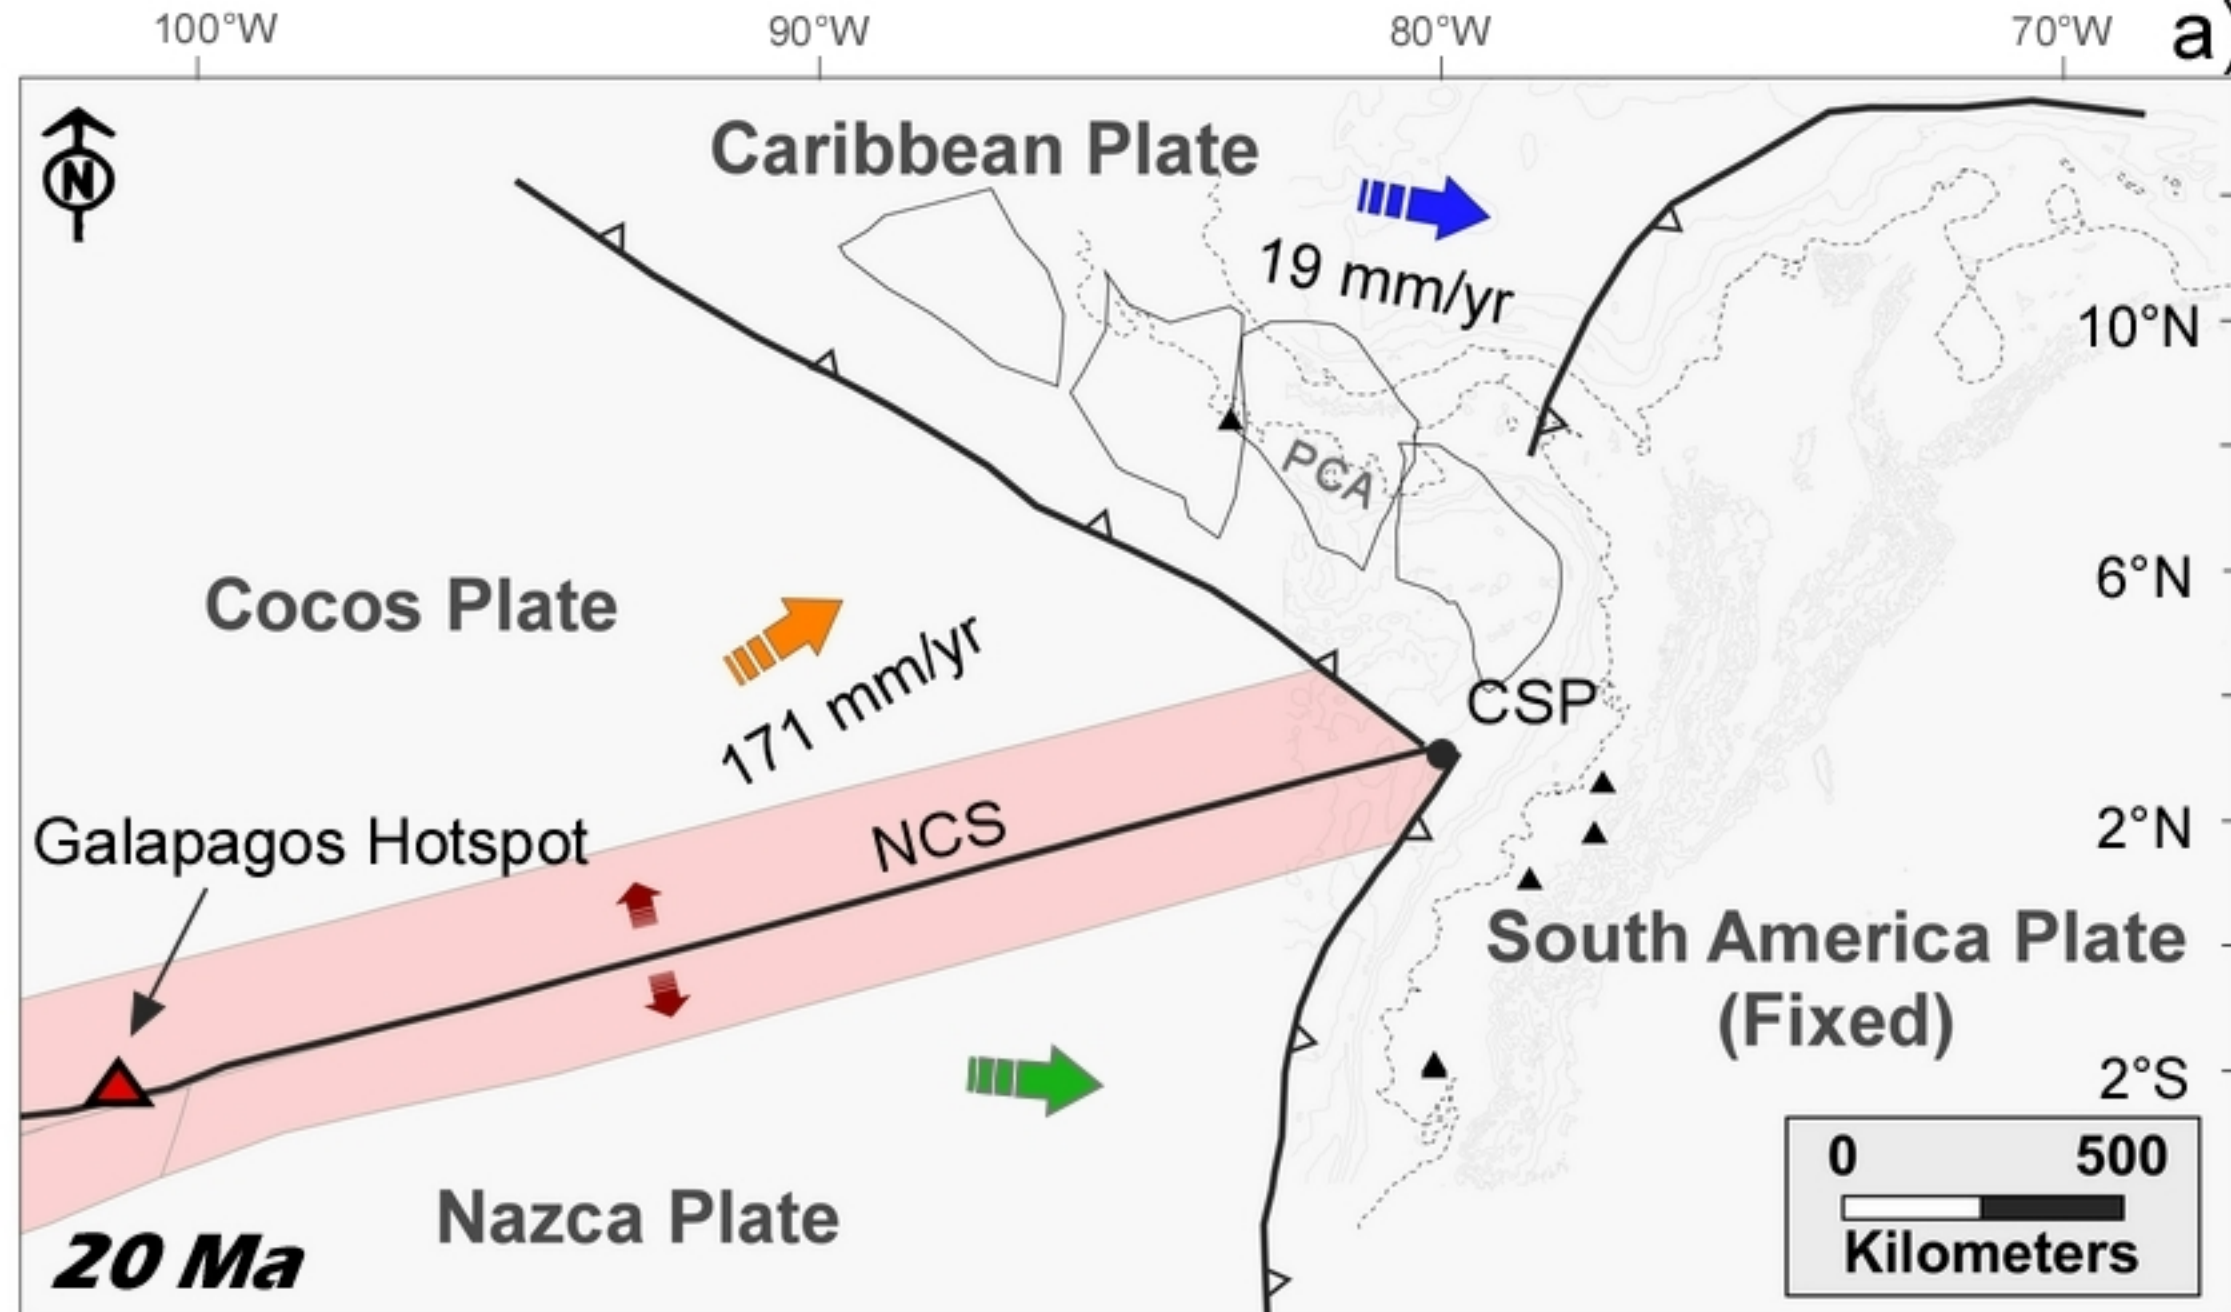 100°W 90°W 80°W 70°W a)
N
Caribbean Plate
19 mm/yr
10°N
PCA
Cocos Plate
6°N
171 mm/yr
CSP
NCS
2°N
Galapagos Hotspot
South America Plate
(Fixed)
2°S
Nazca Plate
20 Ma
0 500
Kilometers